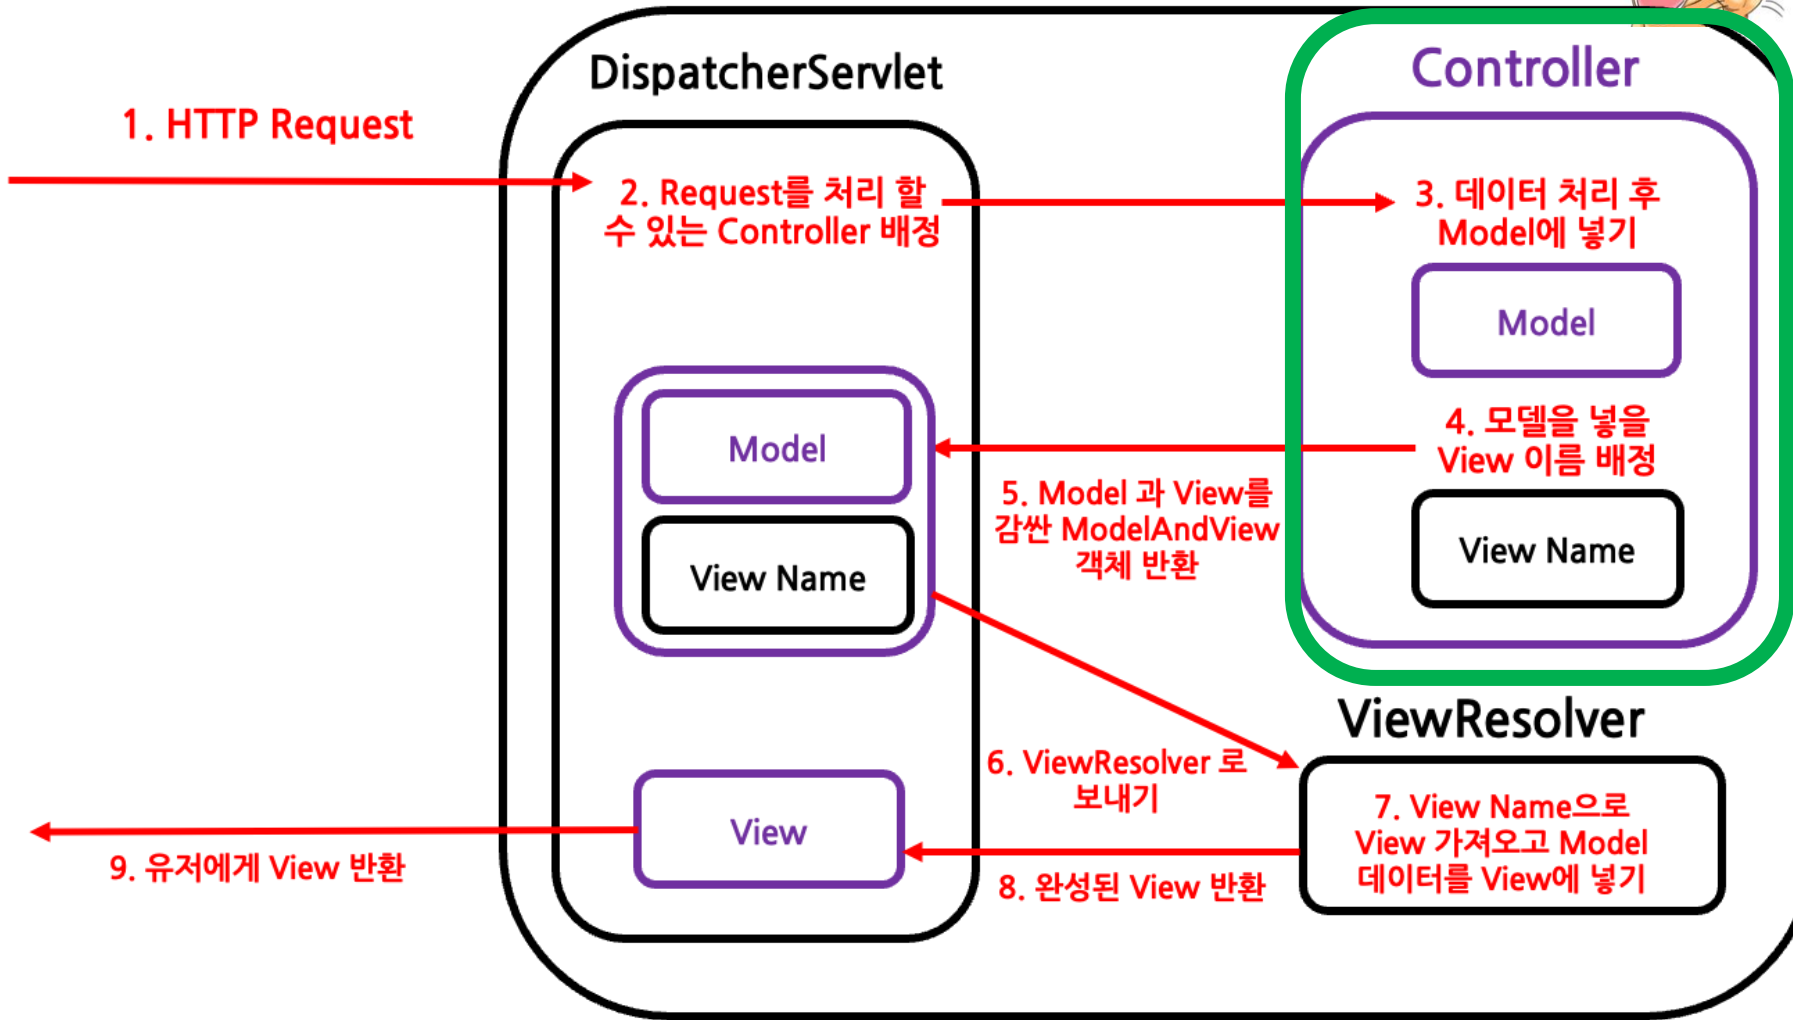 DispatcherServlet
Controller
1. HTTP Request
2. Request를 처리 할
수 있는 Controller 배정
3. 데이터 처리 후
Model에 넣기
Model
4. 모델을 넣을
View 이름 배정
View Name
5. Model 과 View를
감싼 ModelAndView
객체 반환
Model
View Name
ViewResolver
6. ViewResolver 로
보내기
7. View Name으로
View 가져오고 Model
데이터를 View에 넣기
8. 완성된 View 반환
View
9. 유저에게 View 반환